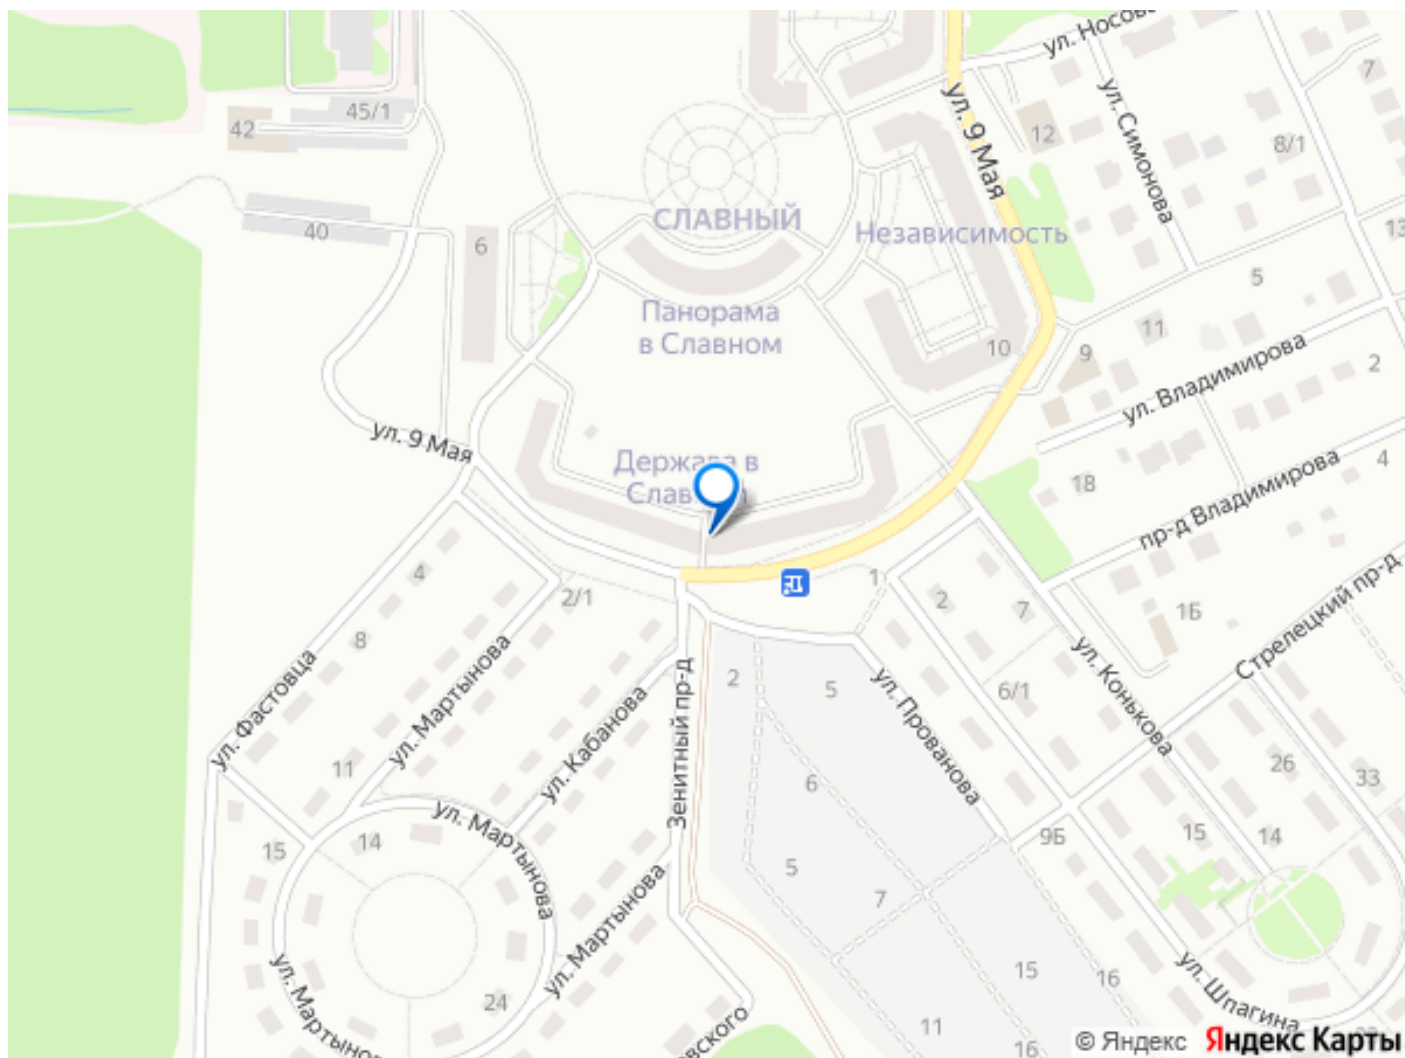 ул. Носова
7
ул. Симонова
8/1
45/1
42
12
ул. 9 Мая
СЛАВНЫЙ
Независимость
13
40
6
5
Панорама
в Славном
11
10
9
2
ул. Владимирова
ул. 9 Мая
Держава в
18
4
пр-д Владимирова
4
2/1
1
2
7
1Б
Стрелецкий пр-д
8
ул. Фастовца
ул. Мартынова
ул. Кабанова
Зенитный пр-д
2
5
ул. Прованова
6/1
ул. Конькова
11
6
26
33
ул. Мартынова
15
14
9Б
15
14
5
7
ул. Мартынова
ул. Мартынова
24
15
16
ул. Шпагина
11
16
© Яндекс
Яндекс Карты